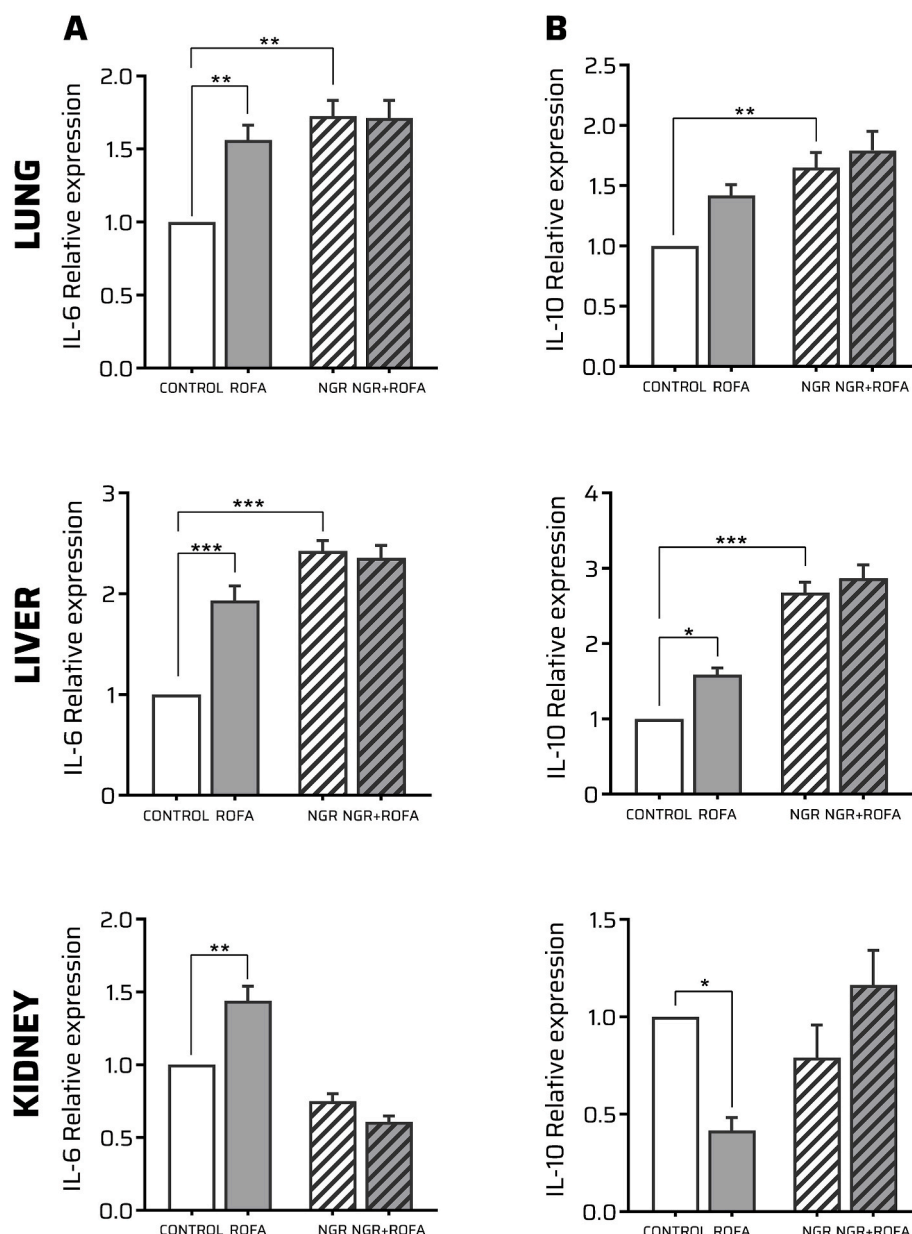 A
IL-6 Relative expression
2.0
1.5
1.0
0.5
0.0
**
**
CONTROL ROFA NGR NGR+ROFA
B
IL-10 Relative expression
2.5
2.0
1.5
1.0
0.5
0.0
**
CONTROL ROFA NGR NGR+ROFA
LUNG
IL-6 Relative expression
3
2
1
0
***
***
CONTROL ROFA NGR NGR+ROFA
IL-10 Relative expression
4
3
2
1
0
***
*
CONTROL ROFA NGR NGR+ROFA
LIVER
IL-6 Relative expression
2.0
1.5
1.0
0.5
0.0
**
CONTROL ROFA NGR NGR+ROFA
IL-10 Relative expression
1.5
1.0
0.5
0.0
*
CONTROL ROFA NGR NGR+ROFA
KIDNEY